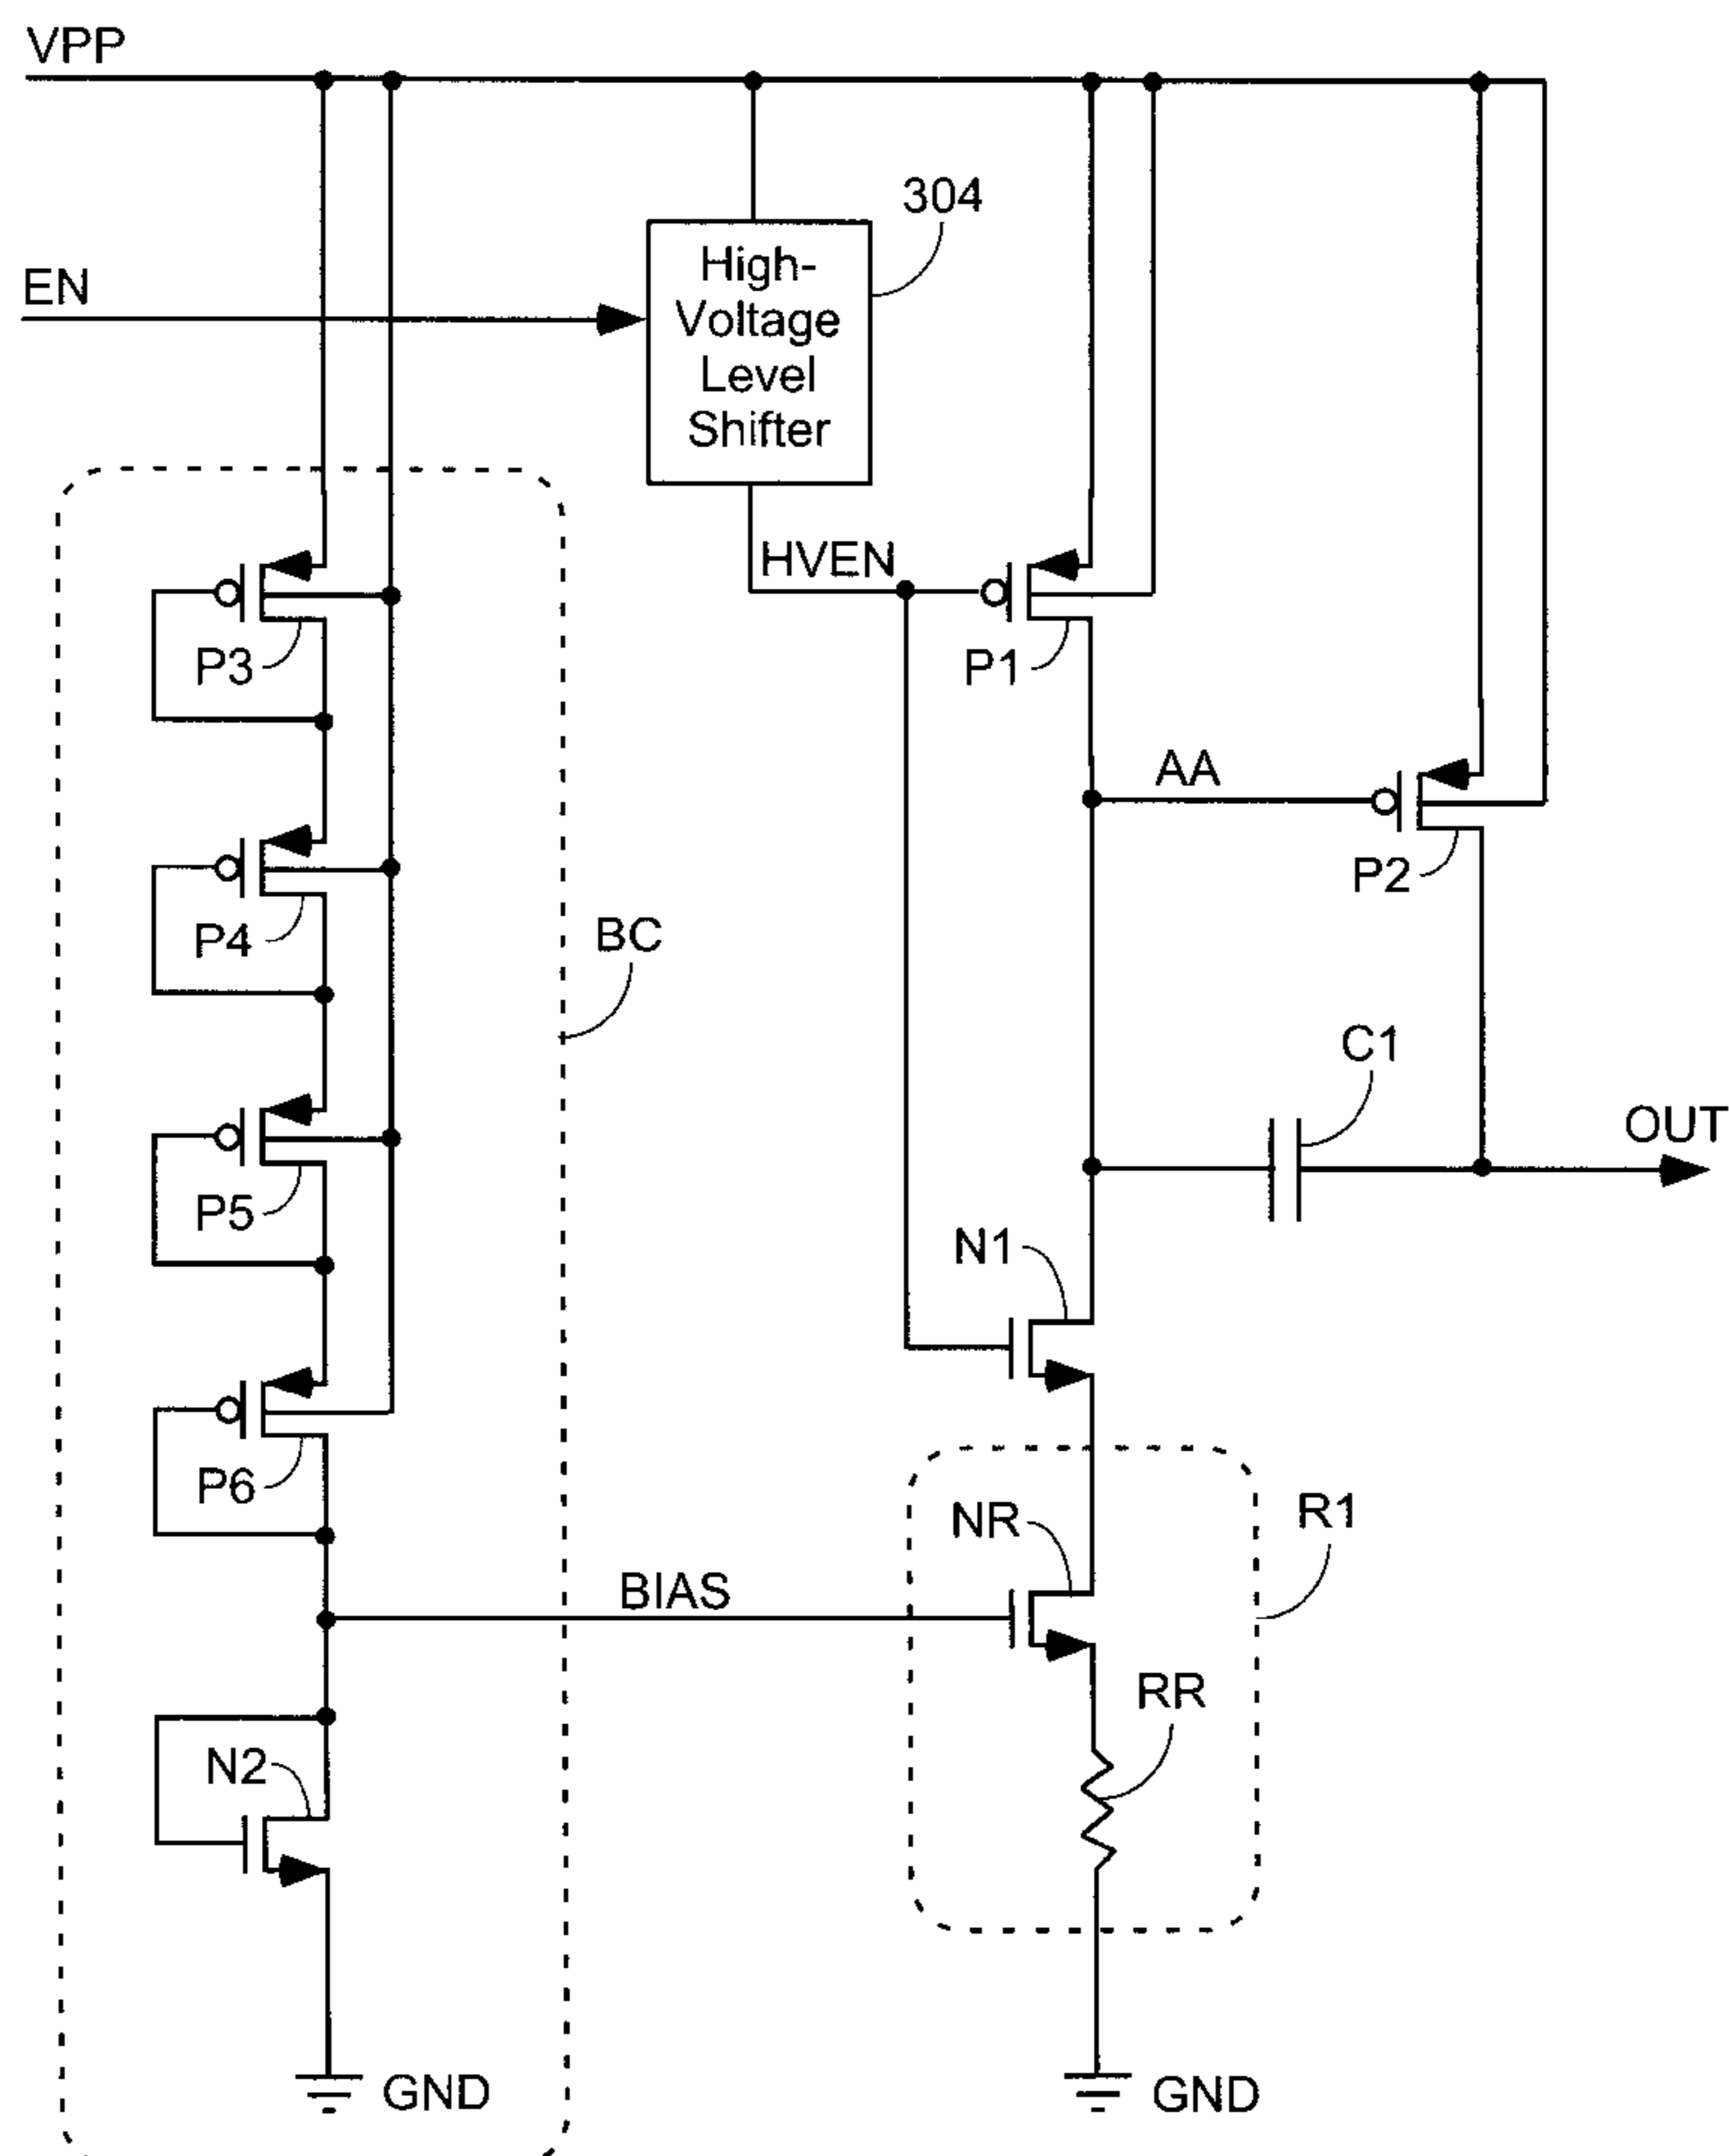 VPP
304
High-
Voltage
Level
Shifter
EN
HVEN
P3
P1
AA
P2
P4
BC
C1
OUT
P5
N1
P6
NR
R1
BIAS
RR
N2
GND
GND